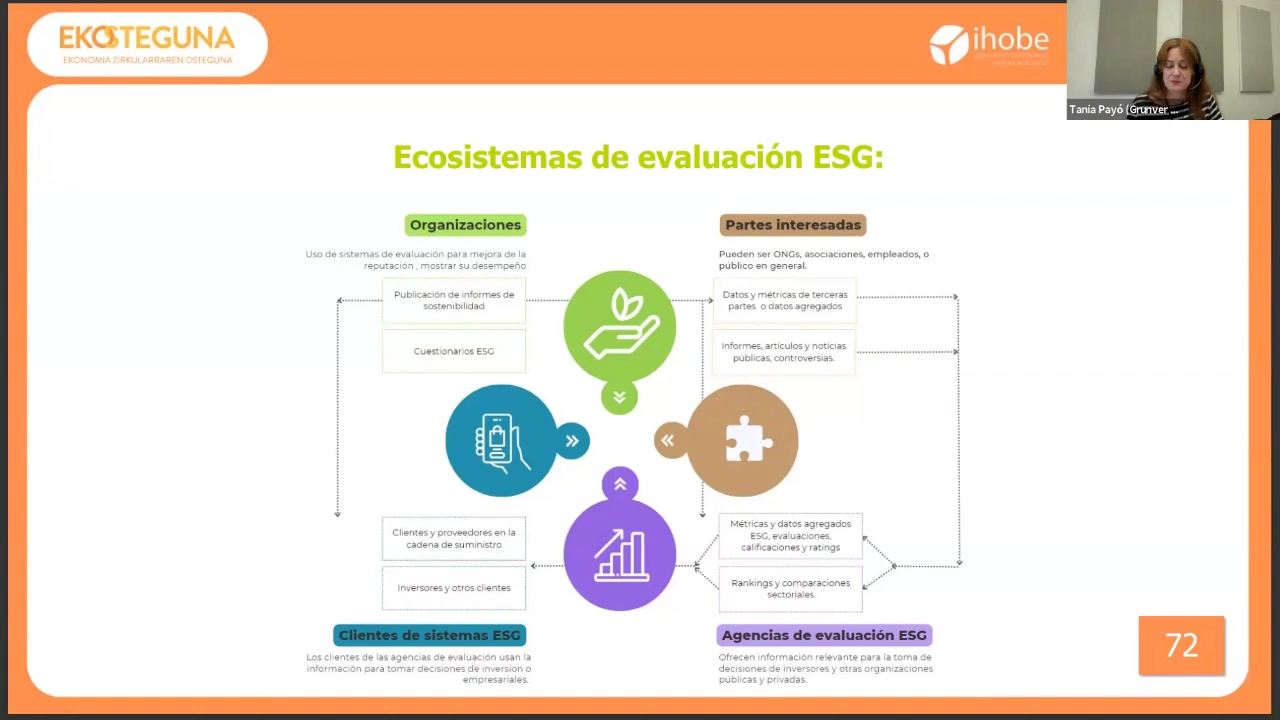 EKOSTEGUNA
EKONOMIA ZIRKULARRAREN OSTEGUNA
ihobe
Tania Payó (Grunver ...
Ecosistemas de evaluación ESG:
Organizaciones
Uso de sistemas de evaluación para mejora de la
reputación , mostrar su desempeño
Publicación de informes de
sostenibilidad
Cuestionarios ESG
Partes interesadas
Pueden ser ONGs, asociaciones, empleados, o
público en general.
Datos y métricas de terceras
partes o datos agregados
Informes, artículos y noticias
públicas, controversias.
Clientes y proveedores en la
cadena de suministro
Inversores y otros clientes
Clientes de sistemas ESG
Los clientes de las agencias de evaluación usan la
información para tomar decisiones de inversion o
empresariales.
Métricas y datos agregados
ESG, evaluaciones,
calificaciones y ratings
Rankings y comparaciones
sectoriales
Agencias de evaluación ESG
Ofrecen información relevante para la toma de
decisiones de inversores y otras organizaciones
públicas y privadas.
72